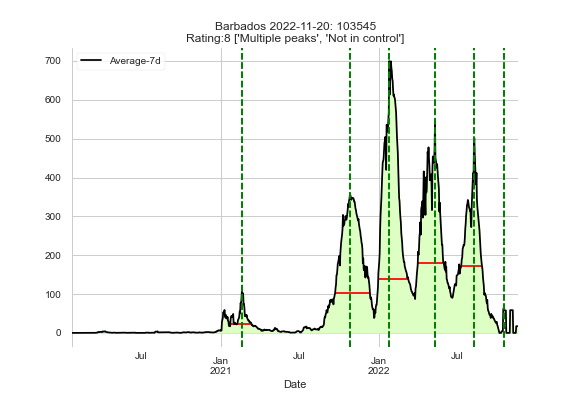 Barbados 2022-11-20: 103545
Rating:8 ['Multiple peaks', 'Not in control']
Average-7d
700
600
500
400
300
200
100
0
Jul
Jan
2021
Jul
Jan
2022
Jul
Date